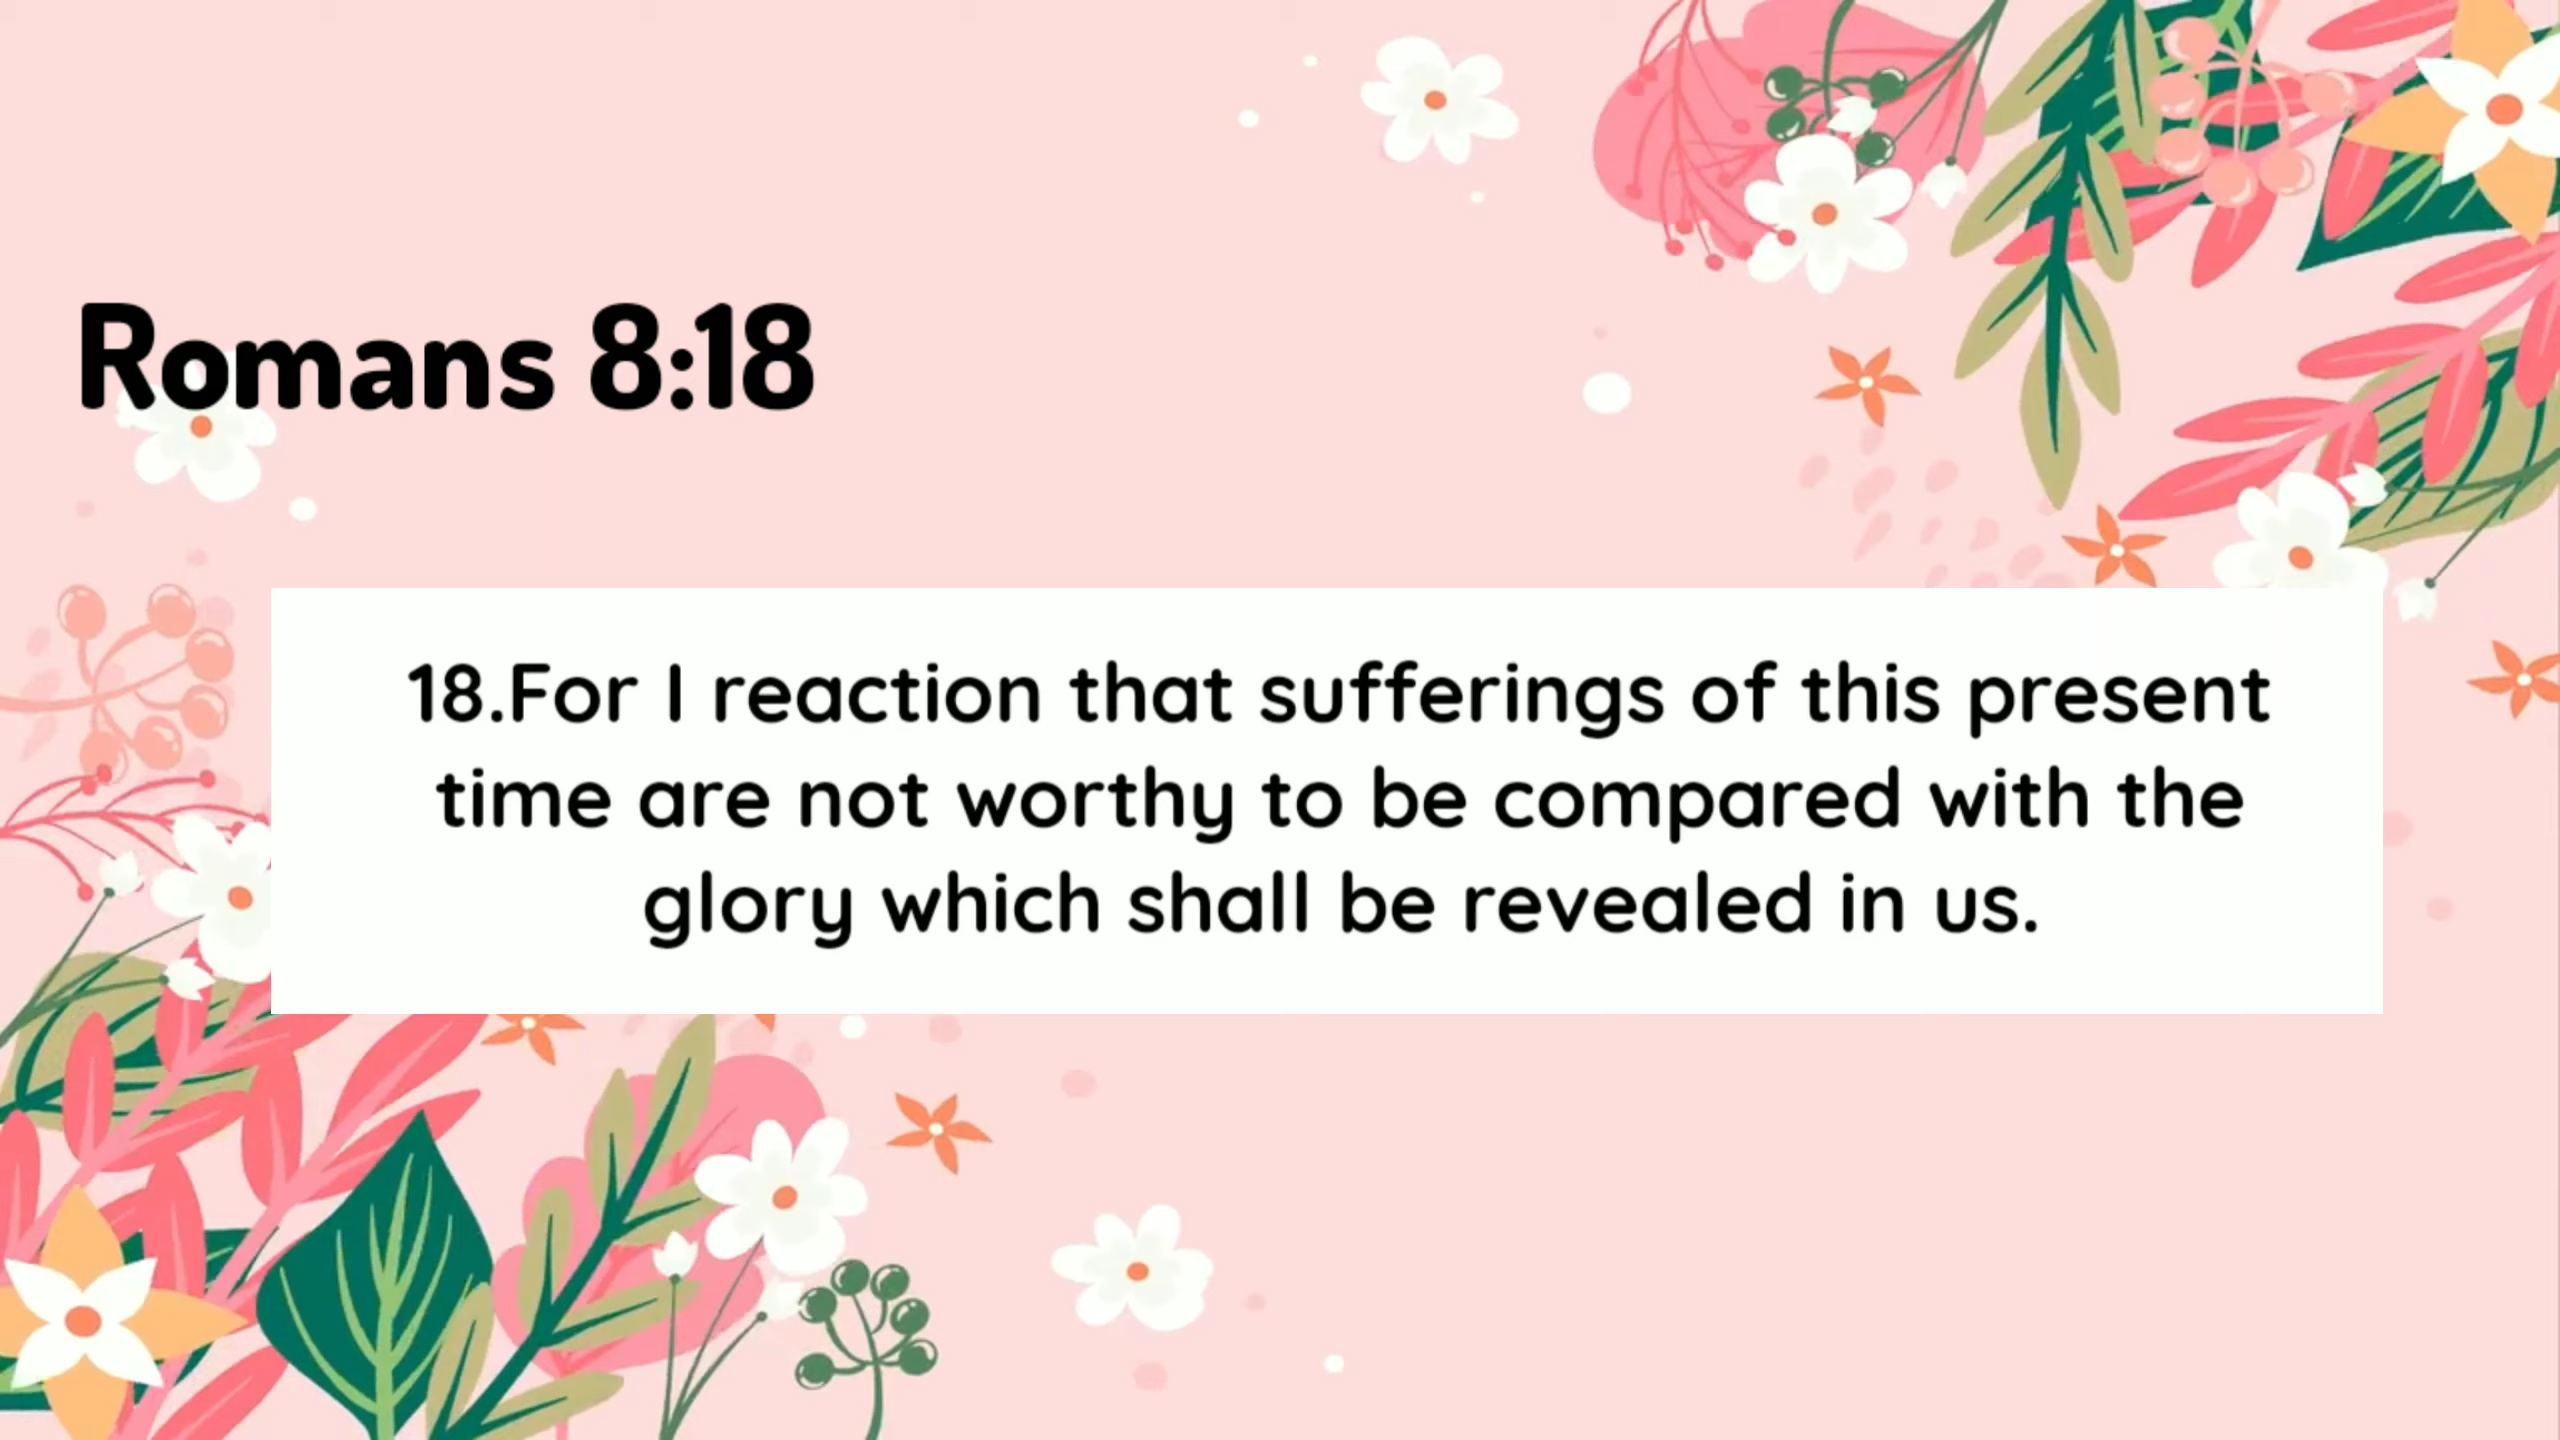 Romans 8:18
18.For I reaction that sufferings of this present
time are not worthy to be compared with the
glory which shall be revealed in us.